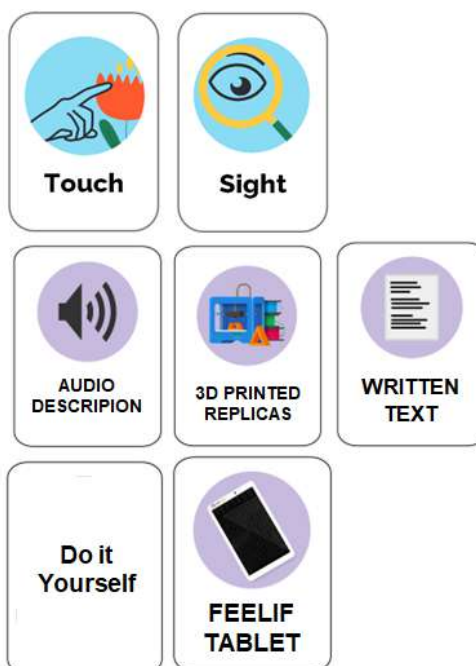 Touch
Sight
AUDIO
DESCRIPION
3D PRINTED
REPLICAS
WRITTEN
TEXT
Do it
Yourself
FEELIF
TABLET